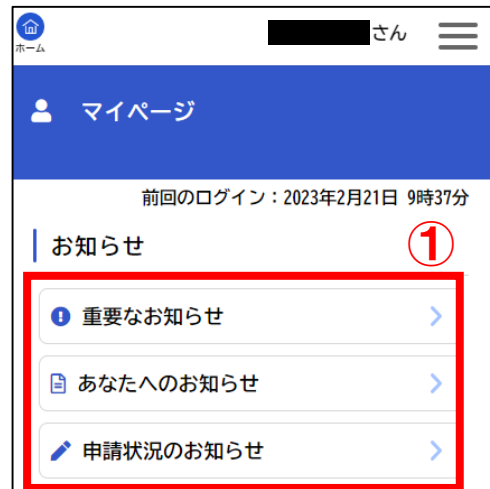 ホーム
さん
マイページ
前回のログイン：2023年2月21日 9時37分
お知らせ
①
重要なお知らせ
あなたへのお知らせ
申請状況のお知らせ